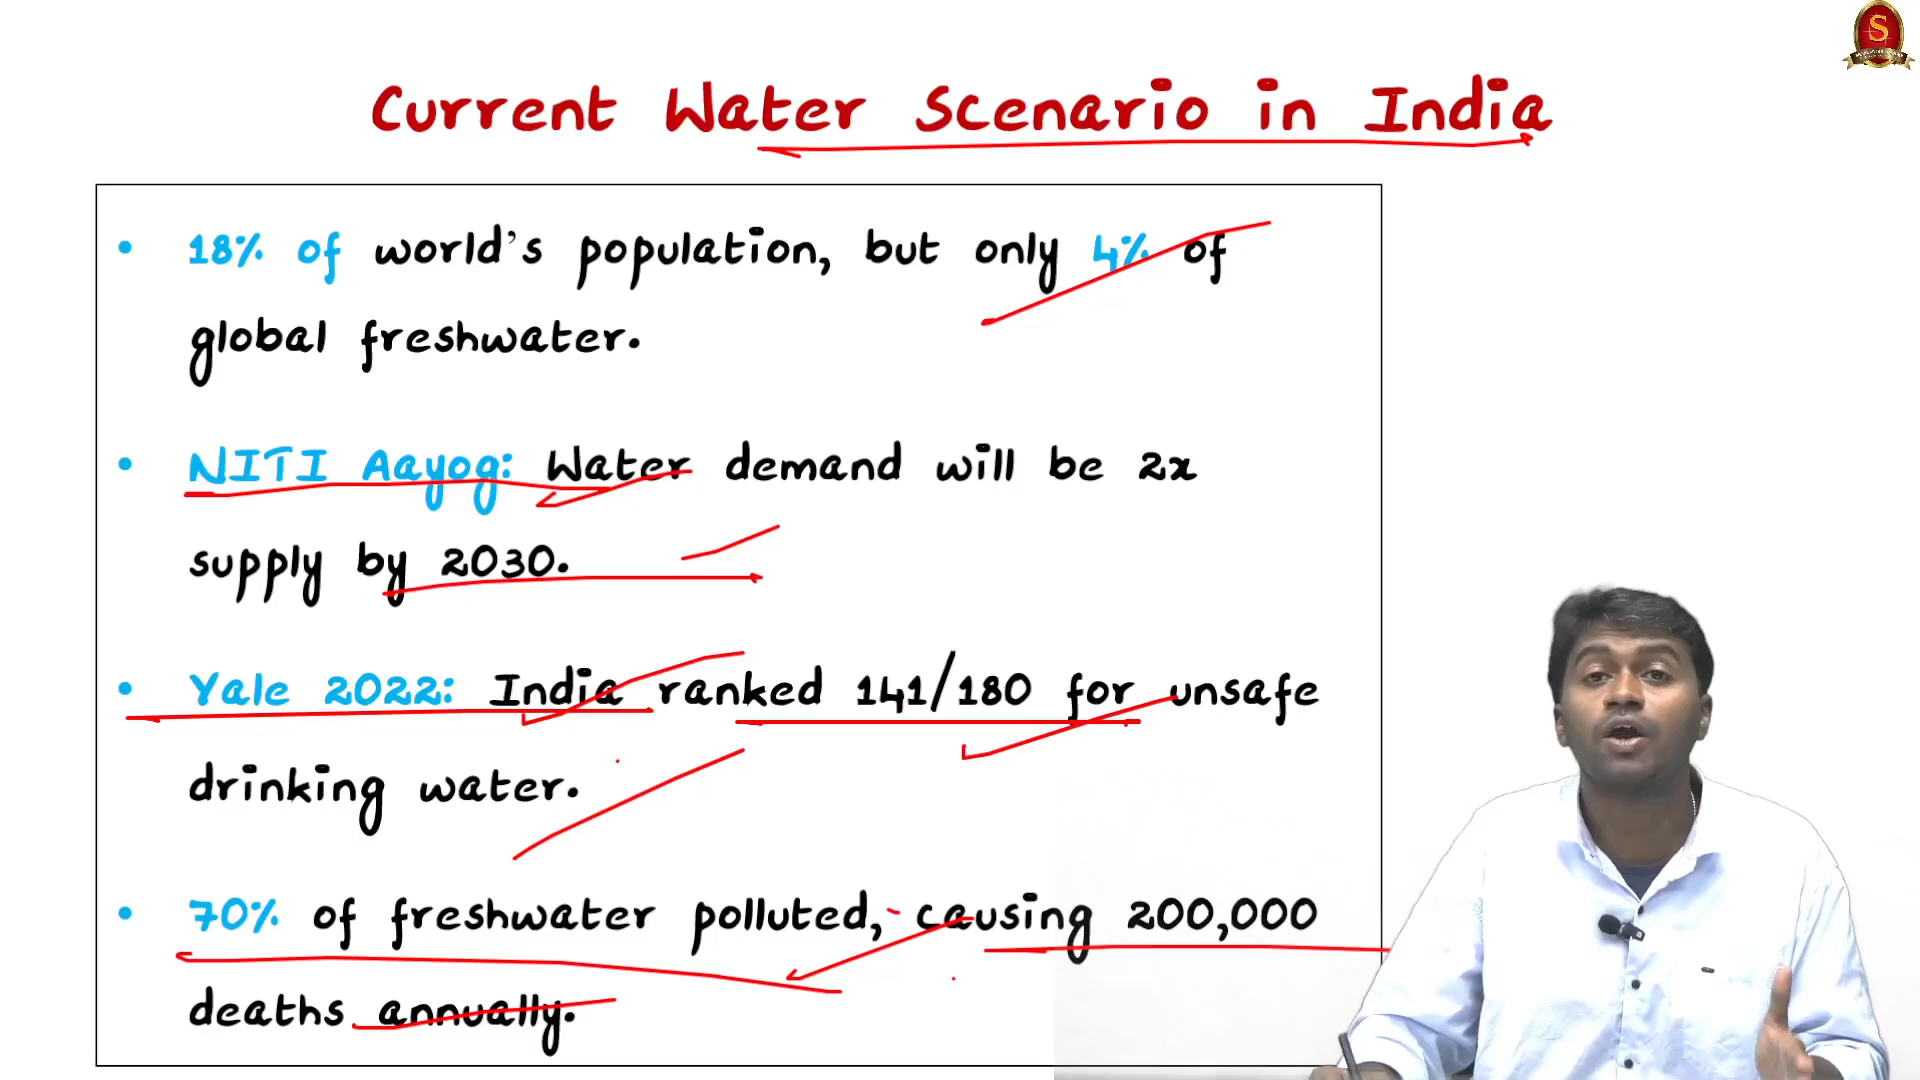 Current Water Scenario in India
• 18% of world's population, but only 4% of
global freshwater.
• NITI Aayog: Water demand will be 2x
supply by 2030.
• Yale 2022: India ranked 141/180 for unsafe
drinking water.
• 70% of freshwater polluted, causing 200,000
deaths annually.
S